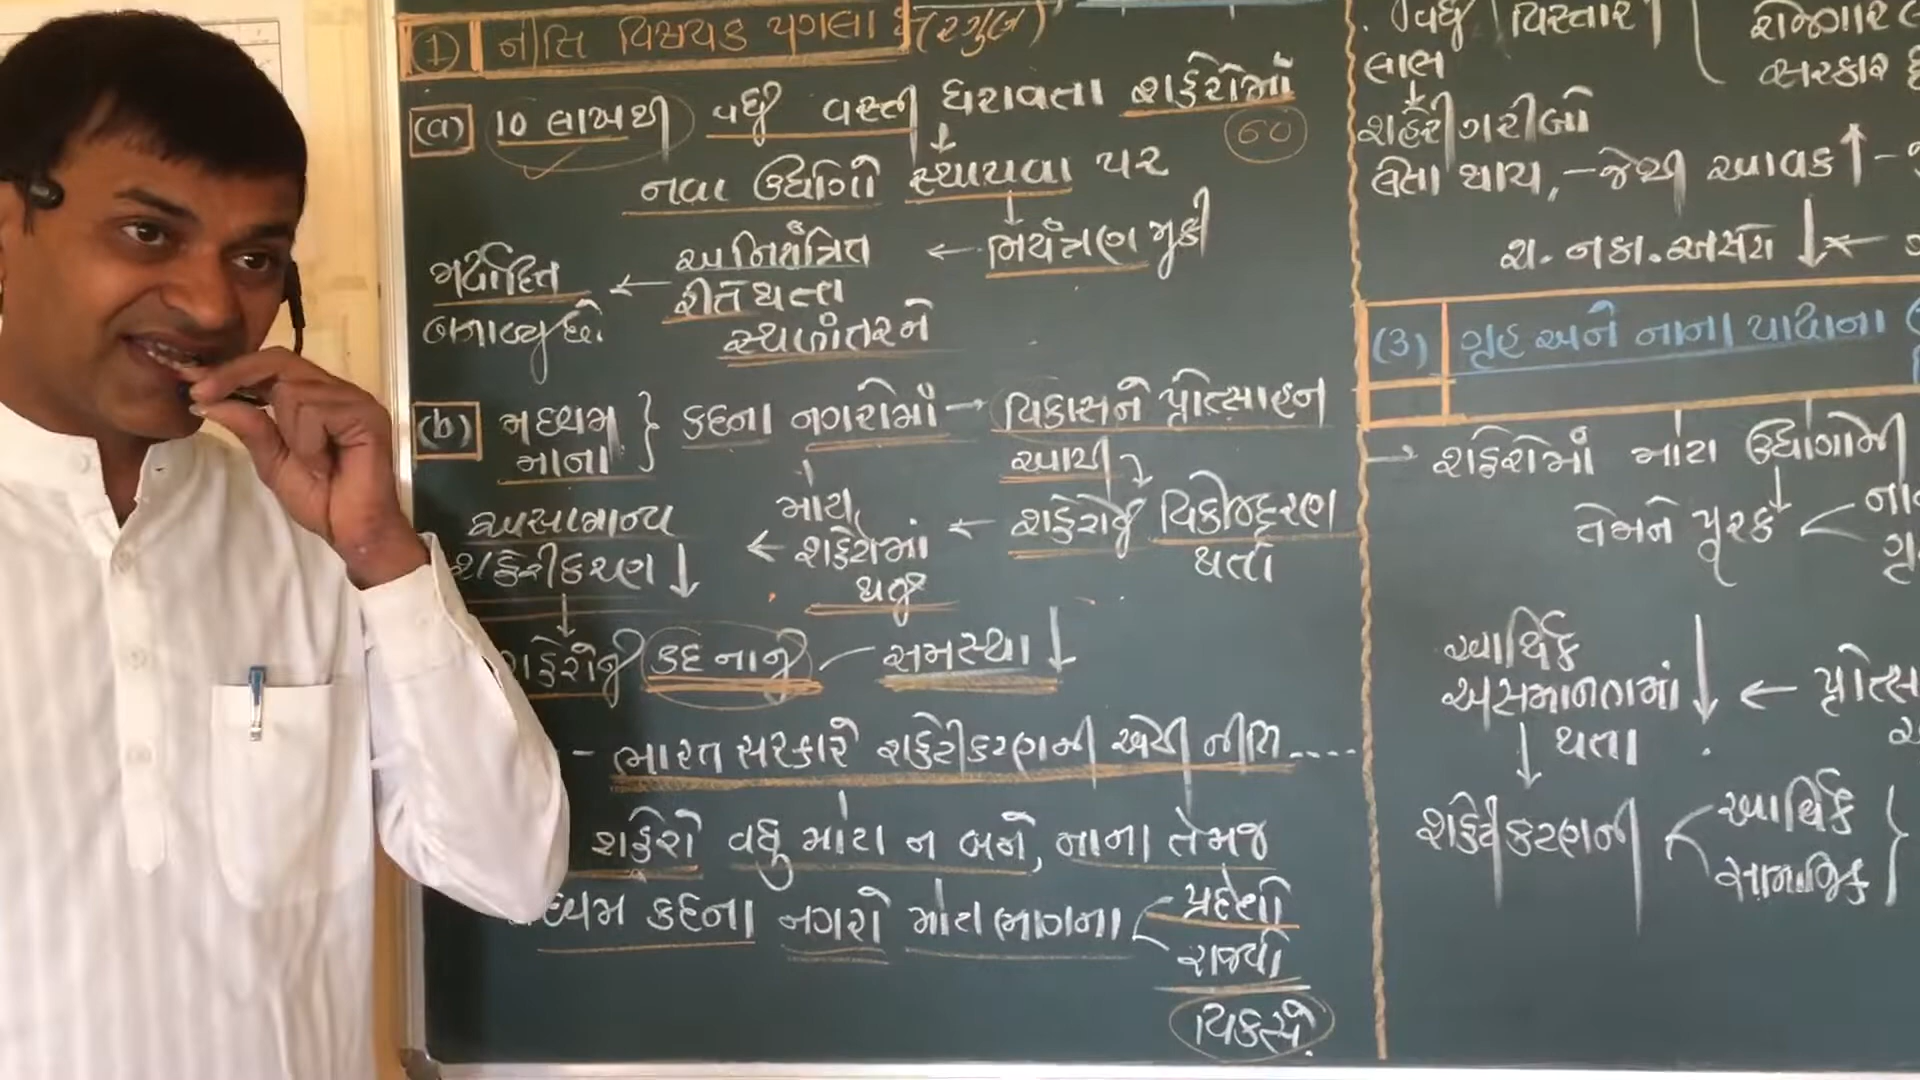 (1) નીતિ વિષયક પગલા :- (સ્થુલ)
(a) 10 લાખથી વધુ વસ્તી ધરાવતા શહેરોમાં
60
નવા ઉદ્યોગો સ્થાપવા પર
મર્યાદિત ← અનિયંત્રિત ← નિયંત્રણ મુકી
બનાવ્યુ છે. રીતે થતા
સ્થળાંતરને
(b) મધ્યમ } કદના નગરોમાં → વિકાસને પ્રોત્સાહન
નાના આપી
અસામાન્ય ← મોટા શહેરોમાં ← શહેરોનું વિકેન્દ્રીકરણ
શહેરીકરણ ↓ થતુ થતા
શહેરોનુ કદ નાનુ - સમસ્યા ↓
- ભારત સરકારે શહેરીકરણની એવી નીતિ ----
શહેરો વધુ મોટા ન બને, નાના તેમજ
મધ્યમ કદના નગરો મોટા ભાગના < પ્રદેશો
રાજ્યો
વિકસે.
વધુ વિસ્તાર
લાભ
↓
શહેરી ગરીબો
લેતા થાય, - જેથી આવક ↑ -
શ. નકા. અસરો ↓ ←
રોજગાર
સરકાર
(3) ગૃહ અને નાના પાયાના
→ શહેરોમાં મોટા ઉદ્યોગોની
તેમને પૂરક <
આર્થિક
અસમાનતામાં ↓ ←
↓ થતા
શહેરીકરણની < આર્થિક
સામાજિક }